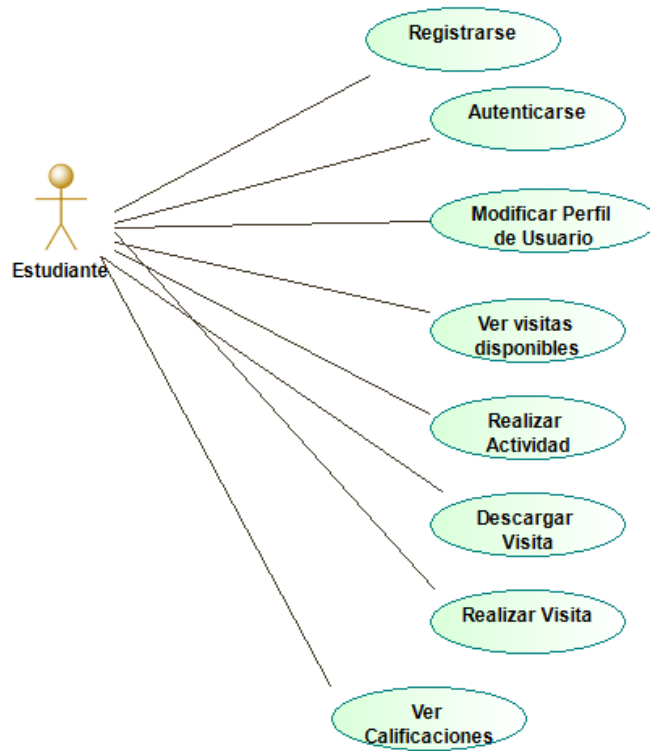 Registrarse
Autenticarse
Estudiante
Modificar Perfil
de Usuario
Ver visitas
disponibles
Realizar
Actividad
Descargar
Visita
Realizar Visita
Ver
Calificaciones